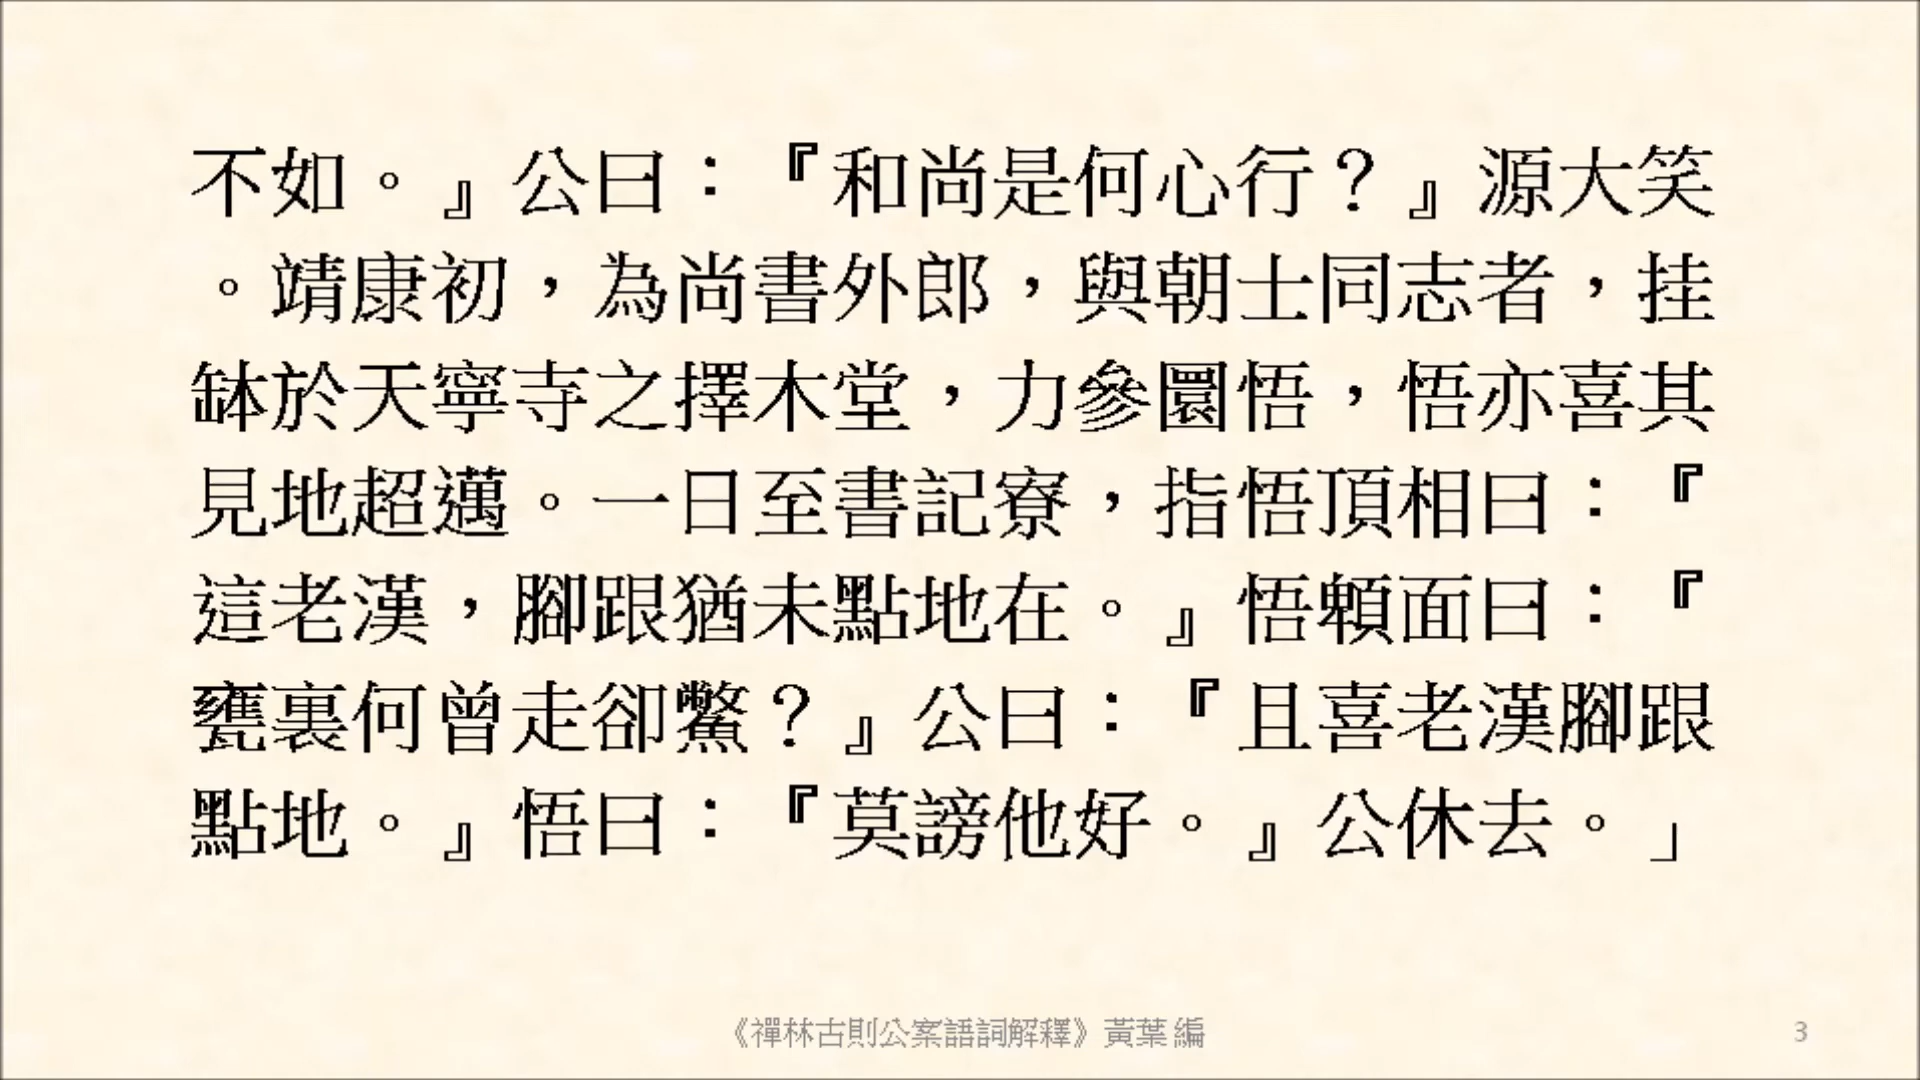 不如。』公曰：『和尚是何心行？』源大笑
。靖康初，為尚書外郎，與朝士同志者，挂
缽於天寧寺之擇木堂，力參圜悟，悟亦喜其
見地超邁。一日至書記寮，指悟頂相曰：『
這老漢，腳跟猶未點地在。』悟䫌面曰：『
甕裏何曾走卻鱉？』公曰：『且喜老漢腳跟
點地。』悟曰：『莫謗他好。』公休去。」
《禪林古則公案語詞解釋》黃葉 編
3